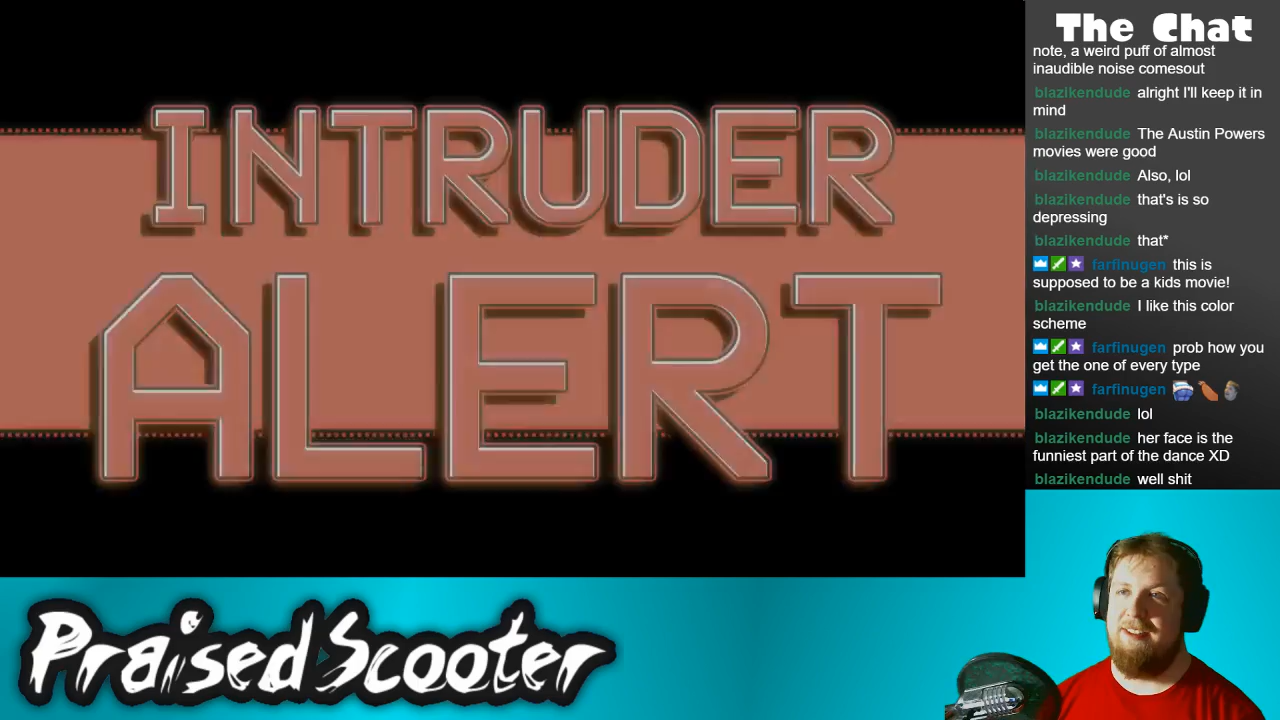 INTRUDER
ALERT
The Chat
note, a weird puff of almost
inaudible noise comesout
blazikendude alright I'll keep it in
mind
blazikendude The Austin Powers
movies were good
blazikendude Also, lol
blazikendude that's is so
depressing
blazikendude that*
farfinugen this is
supposed to be a kids movie!
blazikendude I like this color
scheme
farfinugen prob how you
get the one of every type
farfinugen
blazikendude lol
blazikendude her face is the
funniest part of the dance XD
blazikendude well shit
PraisedScooter